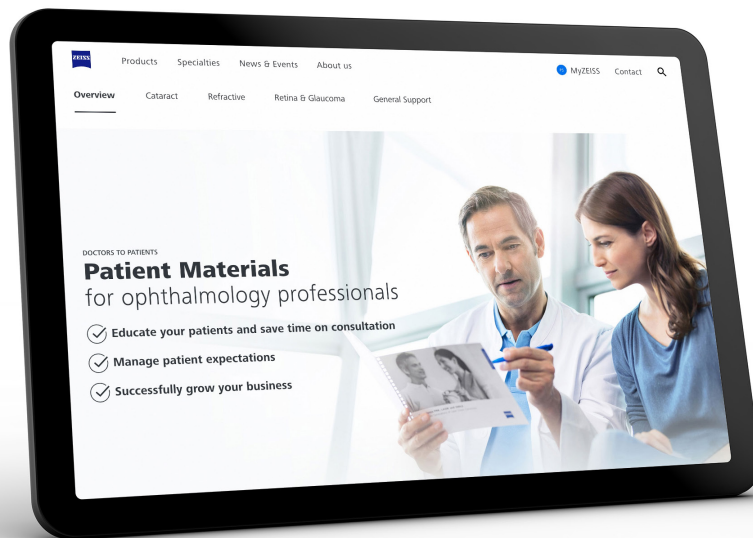 ZEISS
Products Specialties News & Events About us
MyZEISS Contact
Overview Cataract Refractive Retina & Glaucoma General Support
DOCTORS TO PATIENTS
Patient Materials
for ophthalmology professionals
Educate your patients and save time on consultation
Manage patient expectations
Successfully grow your business